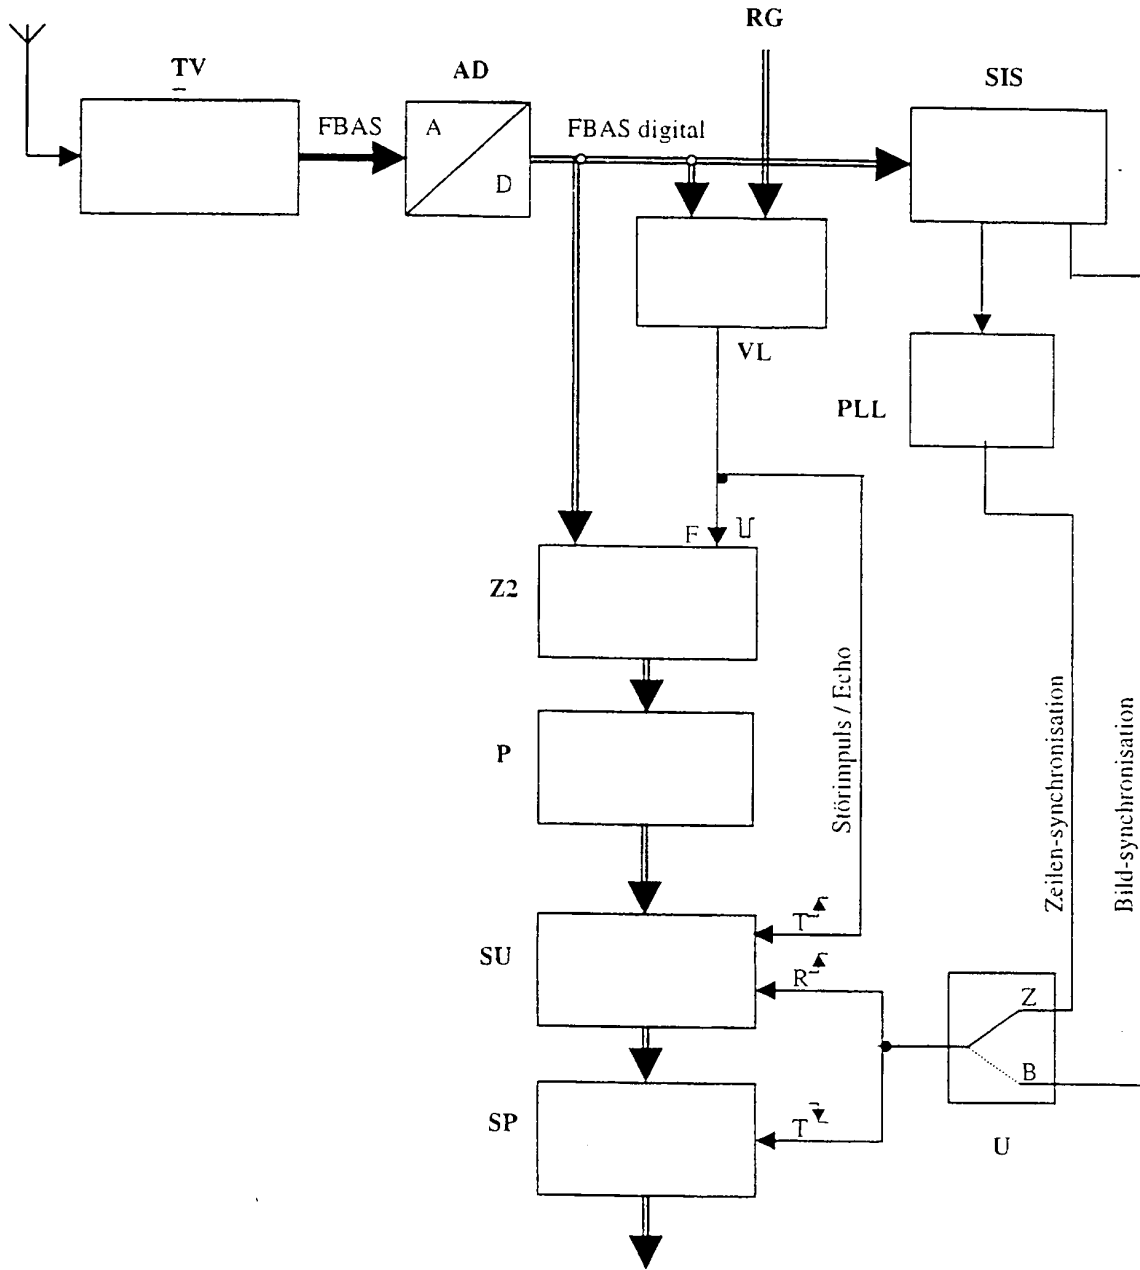 RG
TV
AD
SIS
FBAS
A
D
FBAS digital
VL
PLL
F
Z2
Störimpuls / Echo
Zeilen-synchronisation
Bild-synchronisation
P
T
SU
R
Z
B
SP
T
U